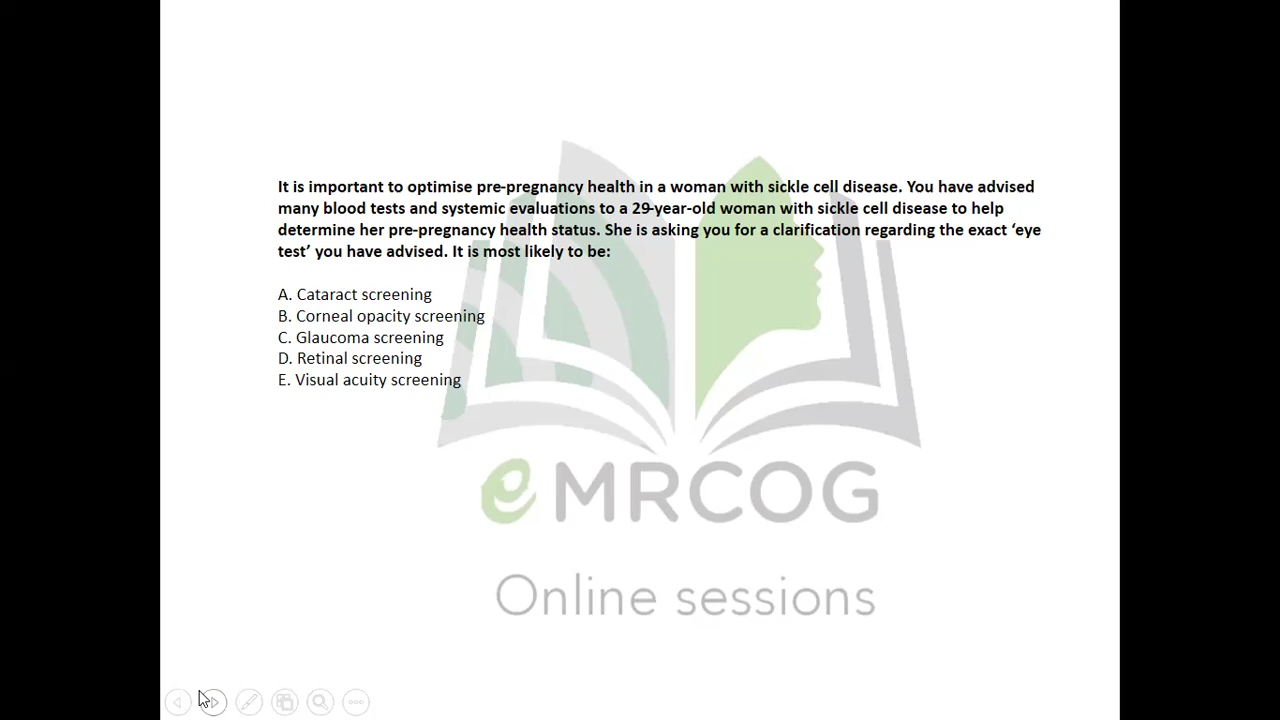 It is important to optimise pre-pregnancy health in a woman with sickle cell disease. You have advised
many blood tests and systemic evaluations to a 29-year-old woman with sickle cell disease to help
determine her pre-pregnancy health status. She is asking you for a clarification regarding the exact ‘eye
test’ you have advised. It is most likely to be:
A. Cataract screening
B. Corneal opacity screening
C. Glaucoma screening
D. Retinal screening
E. Visual acuity screening
eMRCOG
Online sessions